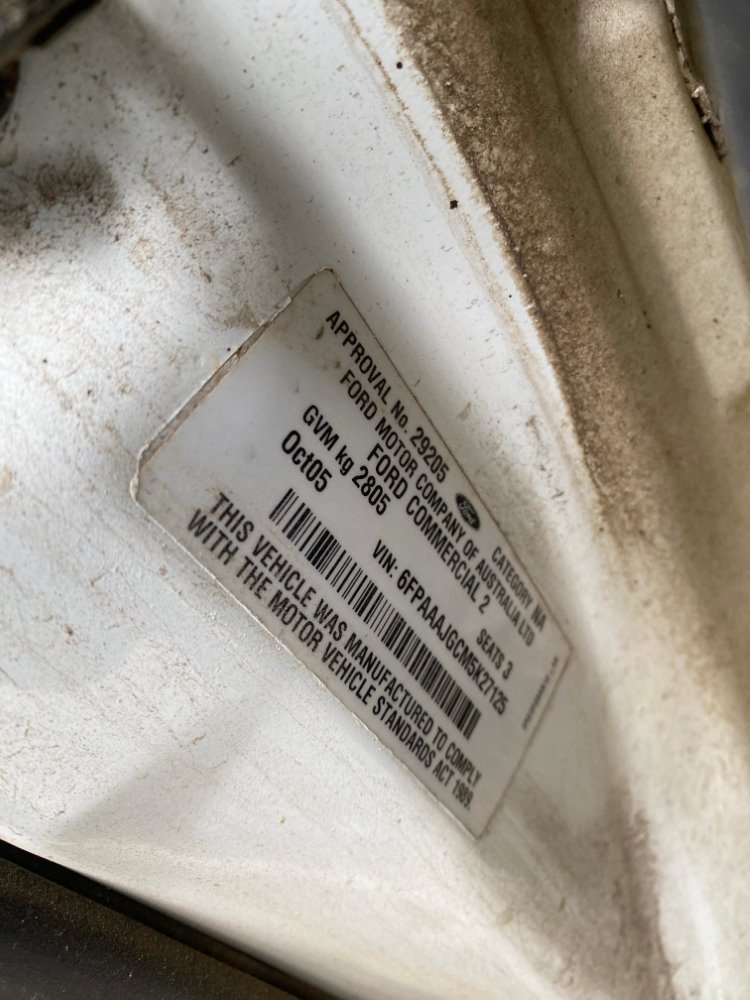 APPROVAL No. 29205 Ford CATEGORY NA
FORD MOTOR COMPANY OF AUSTRALIA LTD
FORD COMMERCIAL 2
GVM kg 2805 SEATS 3
Oct05 VIN: 6FPAAAJGCM5K27125
THIS VEHICLE WAS MANUFACTURED TO COMPLY
WITH THE MOTOR VEHICLE STANDARDS ACT 1989.